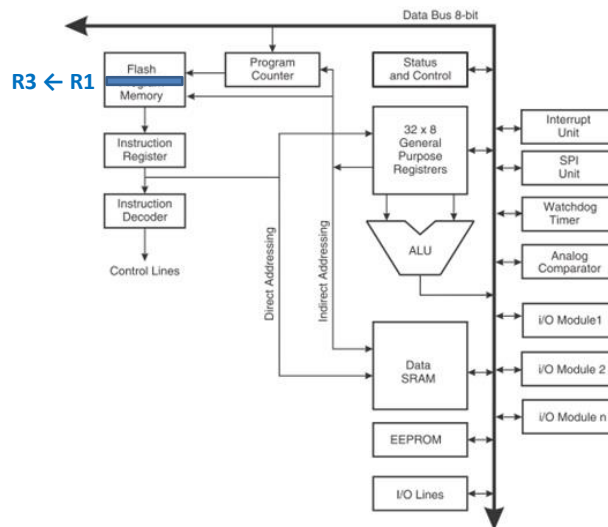 Data Bus 8-bit
R3 ← R1
Flash
Memory
Program
Counter
Status
and Control
Instruction
Register
32 x 8
General
Purpose
Registrers
Interrupt
Unit
SPI
Unit
Instruction
Decoder
Watchdog
Timer
ALU
Analog
Comparator
Control Lines
Direct Addressing
Indirect Addressing
i/O Module1
Data
SRAM
i/O Module 2
i/O Module n
EEPROM
I/O Lines